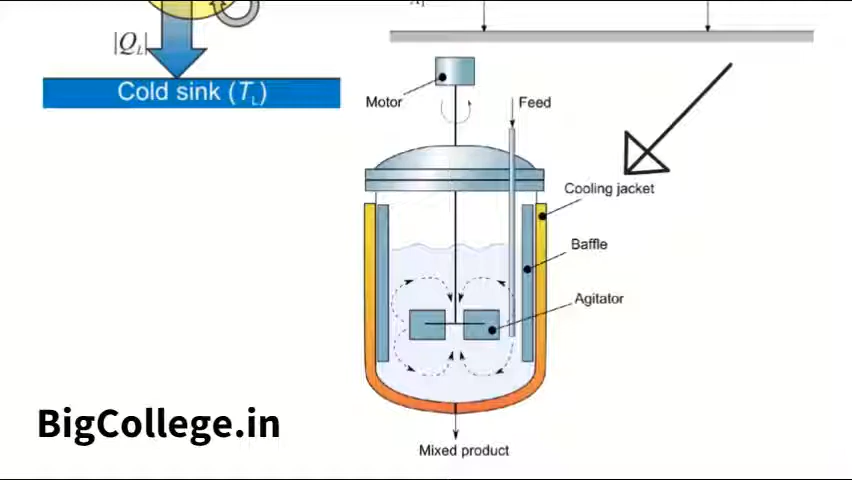 |Q_L|
Cold sink (T_L)
Motor
Feed
Cooling jacket
Baffle
Agitator
BigCollege.in
Mixed product